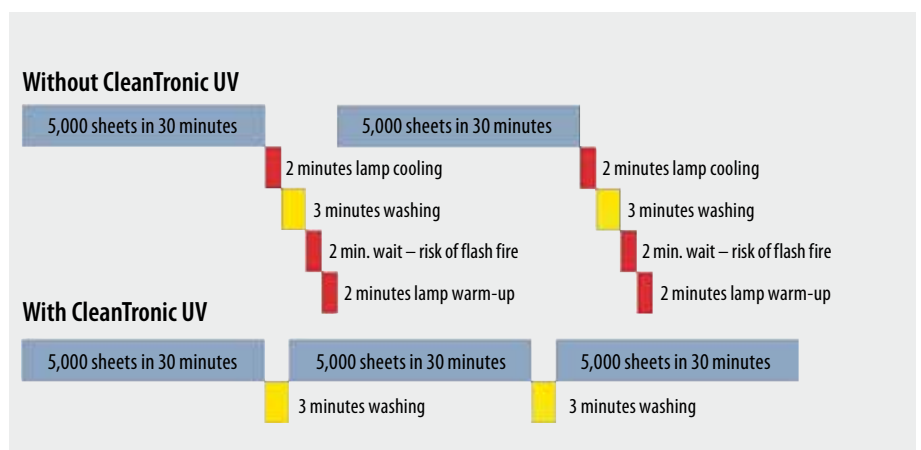 Without CleanTronic UV
5,000 sheets in 30 minutes
5,000 sheets in 30 minutes
2 minutes lamp cooling
2 minutes lamp cooling
3 minutes washing
3 minutes washing
2 min. wait – risk of flash fire
2 min. wait – risk of flash fire
2 minutes lamp warm-up
2 minutes lamp warm-up
With CleanTronic UV
5,000 sheets in 30 minutes
5,000 sheets in 30 minutes
5,000 sheets in 30 minutes
3 minutes washing
3 minutes washing